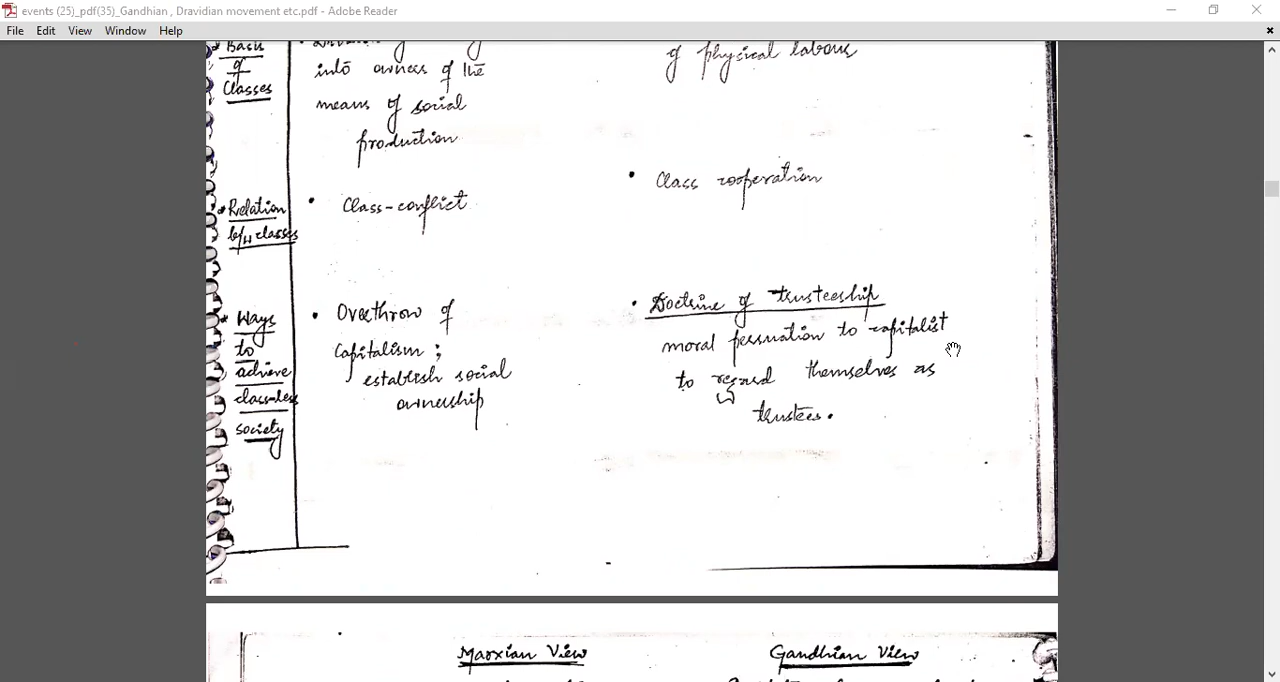 events (25)_pdf(35)_Gandhian , Dravidian movement etc.pdf - Adobe Reader
File Edit View Window Help
* Basis
of
Classes
into owners of the
means of social
production
of physical labour
* Relation
b/w classes
• Class-conflict
• Class cooperation
* Ways
to
achieve
class-less
society
• Overthrow of
Capitalism ;
establish social
ownership
• Doctrine of trusteeship
moral persuation to capitalist
to regard themselves as
trustees.
Marxian View
Gandhian View